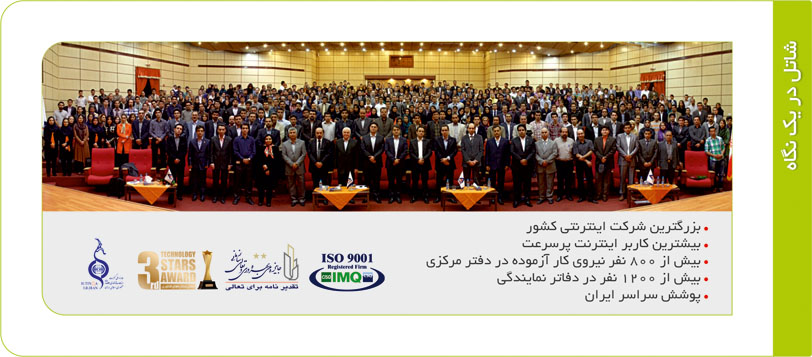 شاتل در یک نگاه
بزرگترین شرکت اینترنتی کشور
بیشترین کاربر اینترنت پرسرعت
بیش از ۸۰۰ نفر نیروی کار آزموده در دفتر مرکزی
بیش از ۱۲۰۰ نفر در دفاتر نمایندگی
پوشش سراسر ایران
ISO 9001
Registered Firm
IMQ
تقدیر نامه برای تعالی
3rd
TECHNOLOGY
STARS
AWARD